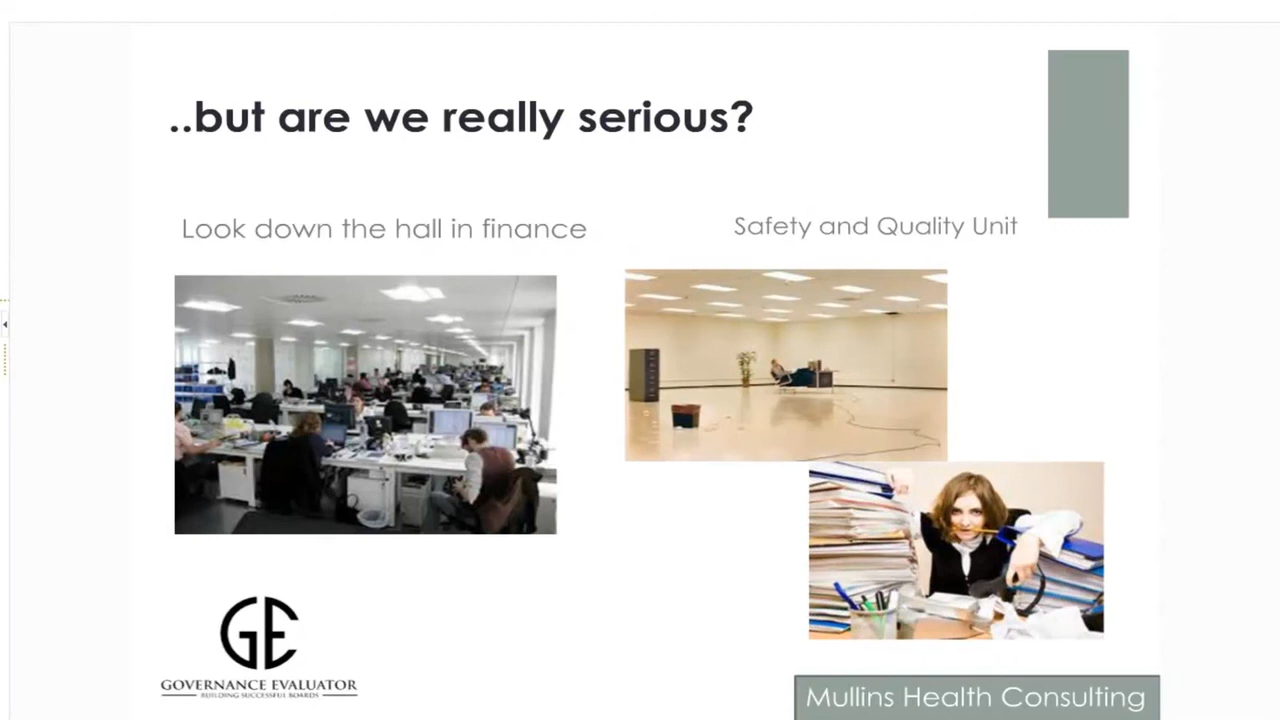 ..but are we really serious?
Look down the hall in finance
Safety and Quality Unit
GE
GOVERNANCE EVALUATOR
BUILDING SUCCESSFUL BOARDS
Mullins Health Consulting